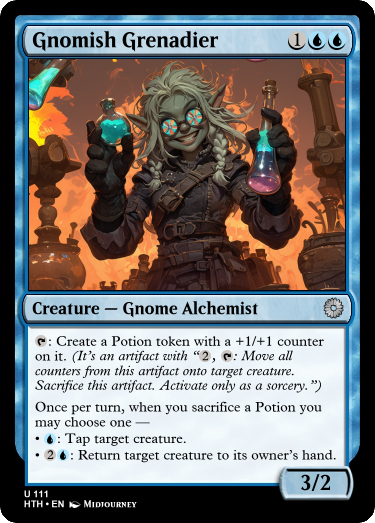 Gnomish Grenadier 1
Creature — Gnome Alchemist
: Create a Potion token with a +1/+1 counter
on it. (It's an artifact with “2, : Move all
counters from this artifact onto target creature.
Sacrifice this artifact. Activate only as a sorcery.”)
Once per turn, when you sacrifice a Potion you
may choose one —
• : Tap target creature.
• 2: Return target creature to its owner's hand.
3/2
U 111
HTH • EN Midjourney